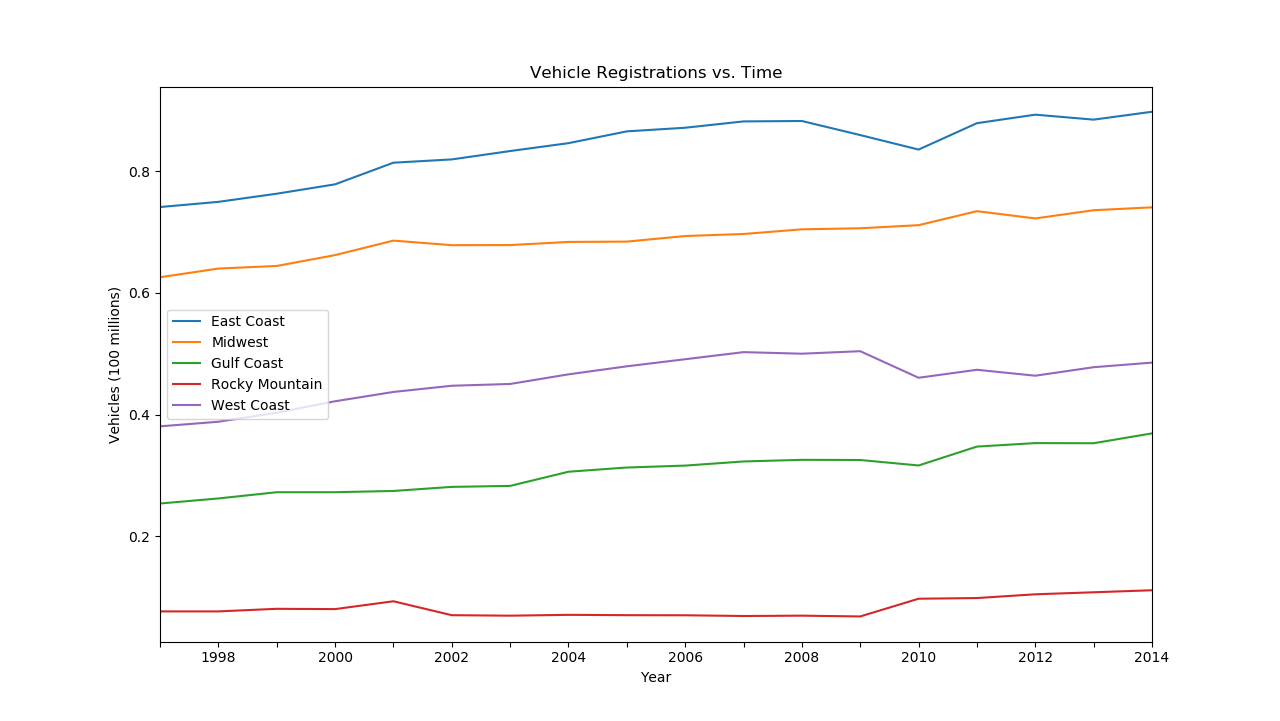 Vehicle Registrations vs. Time
0.8
0.6
0.4
0.2
Vehicles (100 millions)
East Coast
Midwest
Gulf Coast
Rocky Mountain
West Coast
1998 2000 2002 2004 2006 2008 2010 2012 2014
Year